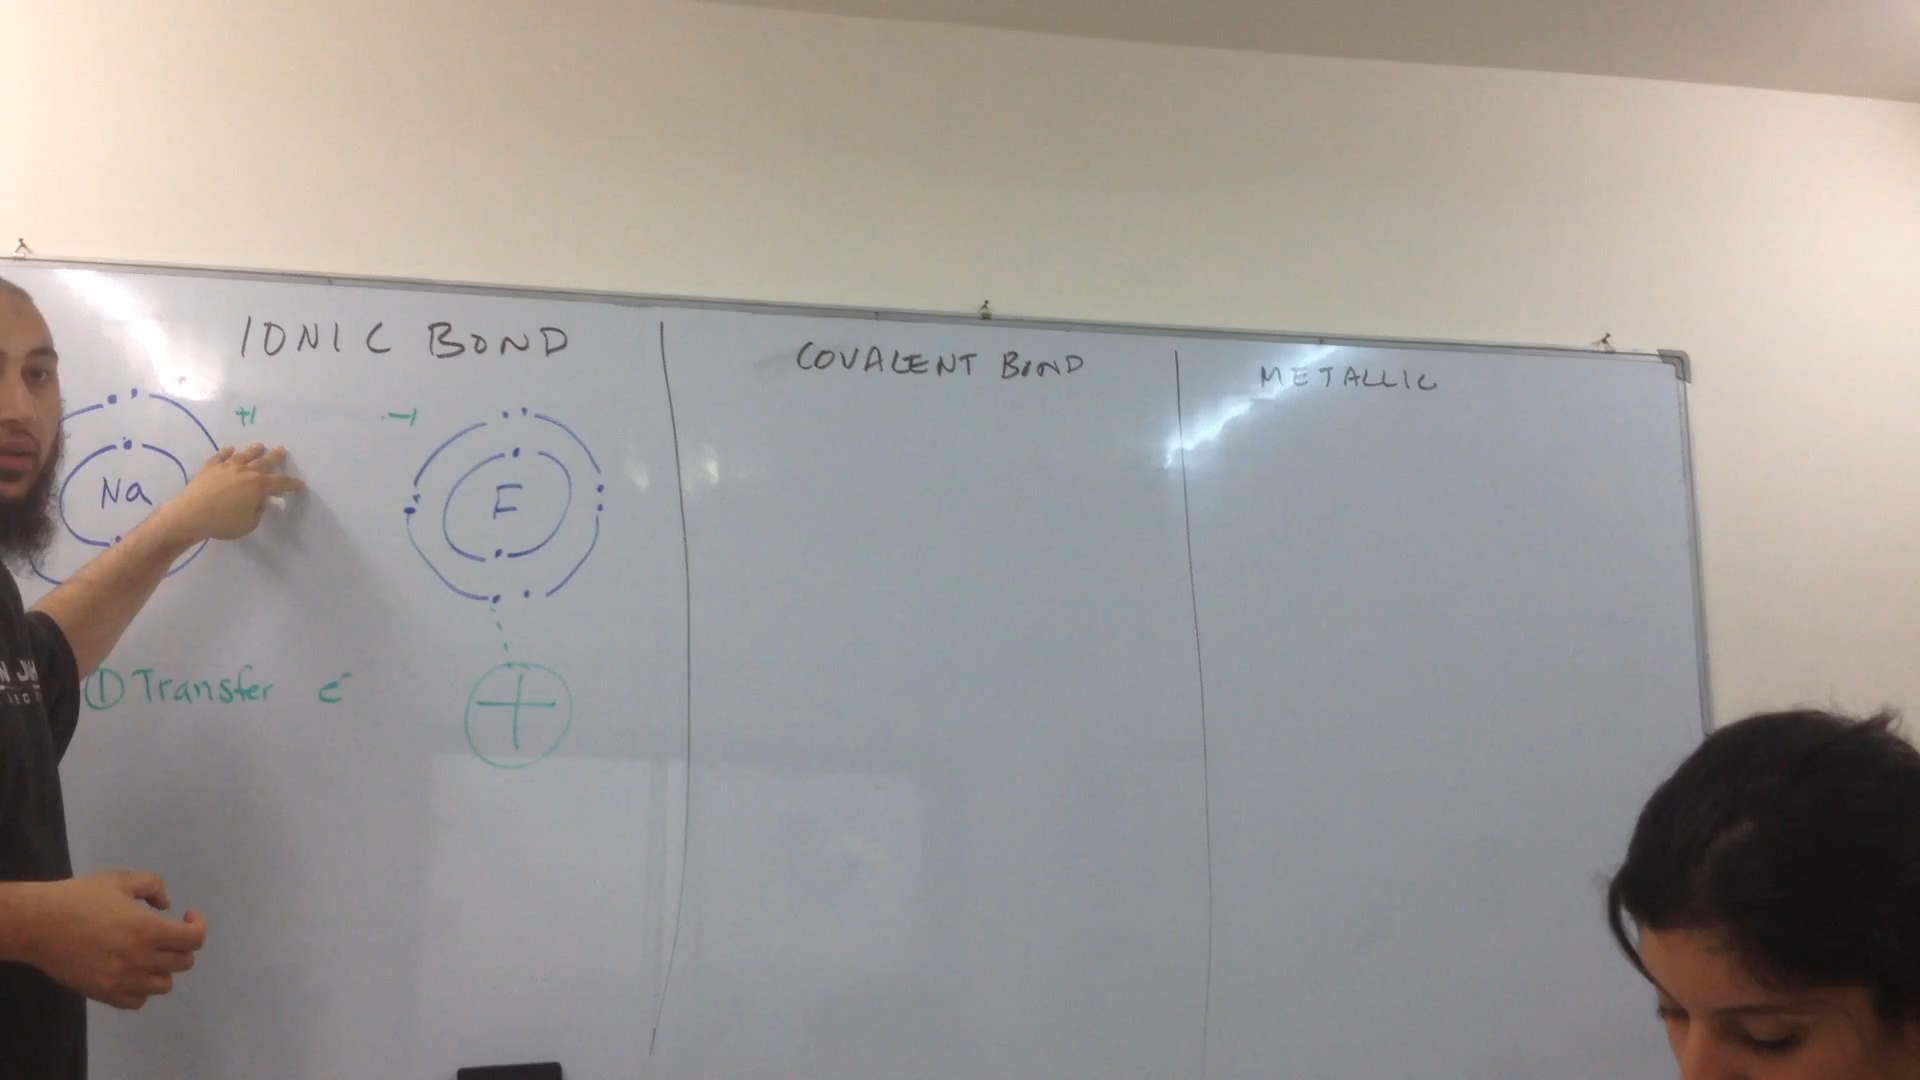 IONIC BOND
+1 -1
Na
F
① Transfer e⁻
+
COVALENT BOND
METALLIC